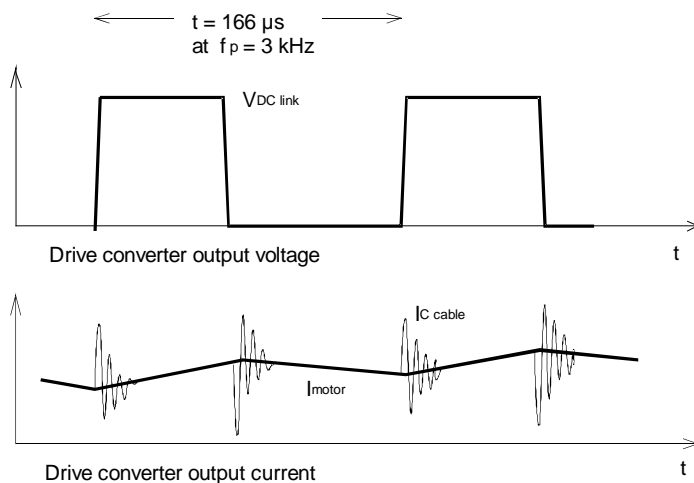 t = 166 µs
at fp = 3 kHz
VDC link
Drive converter output voltage
t
IC cable
Imotor
Drive converter output current
t